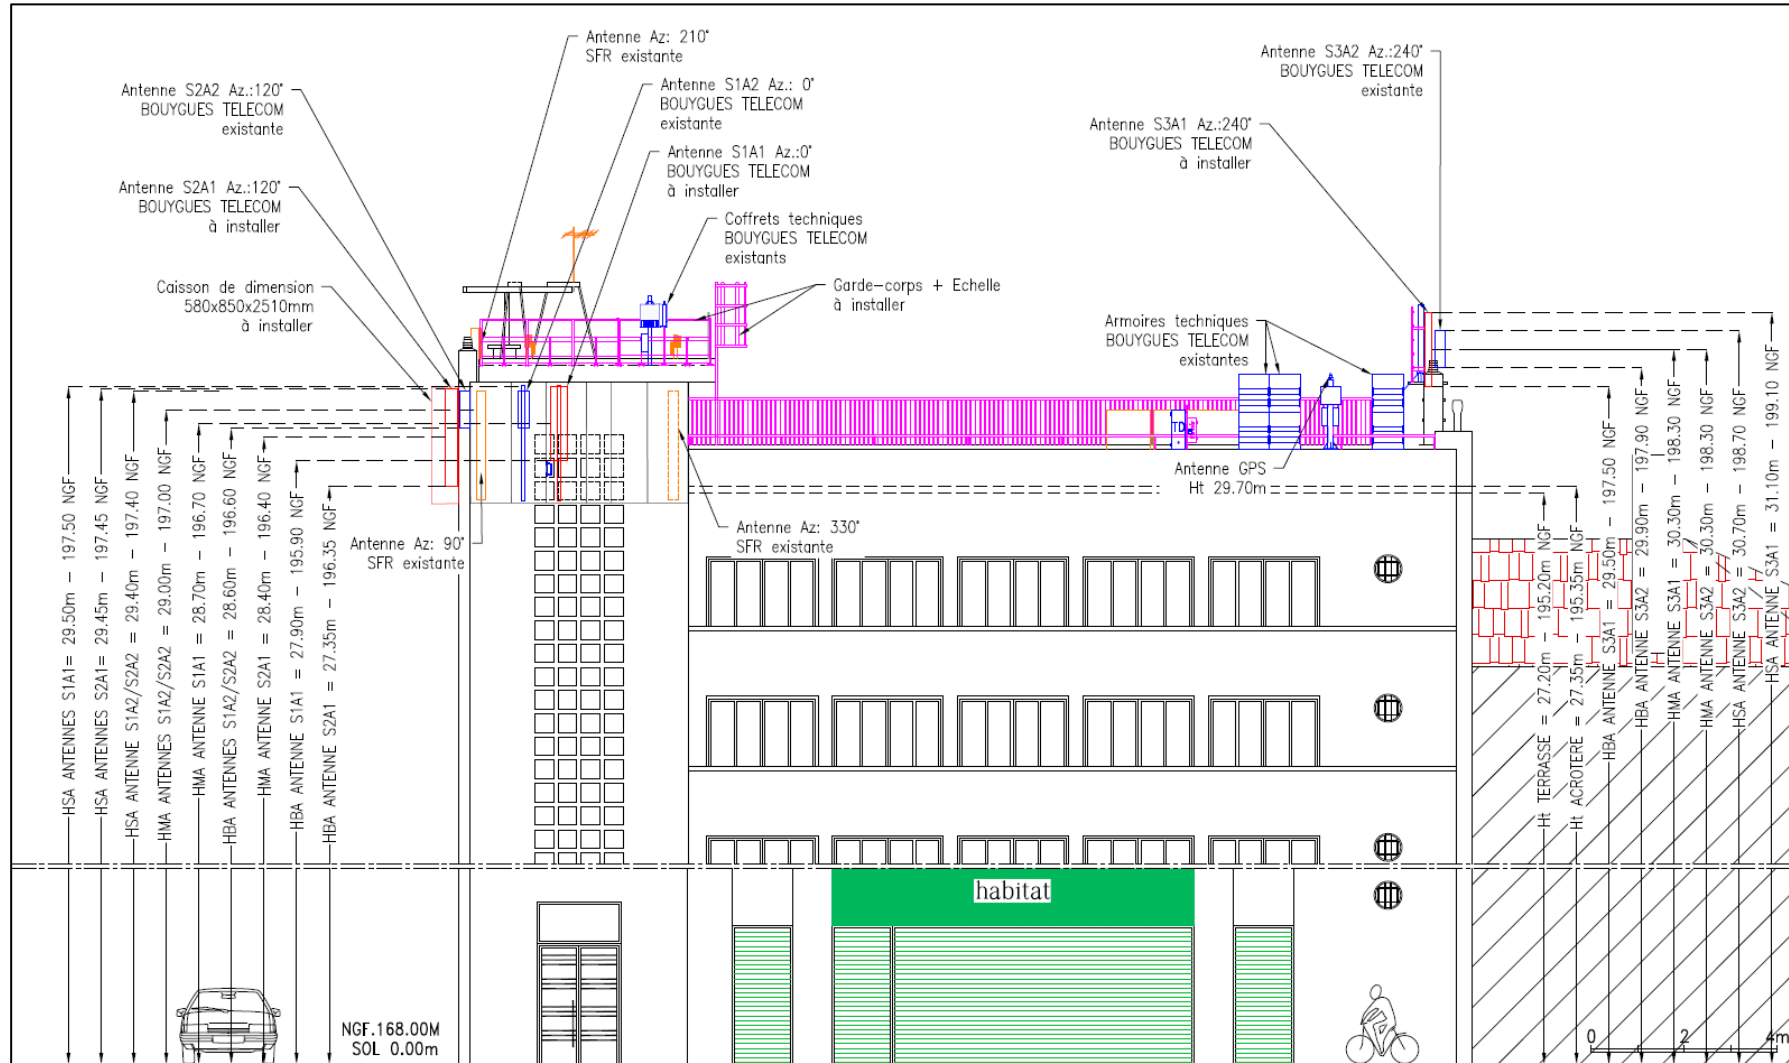 Antenne Az: 210°
SFR existante
Antenne S2A2 Az.:120°
BOUYGUES TELECOM
existante
Antenne S1A2 Az.: 0°
BOUYGUES TELECOM
existante
Antenne S3A2 Az.:240°
BOUYGUES TELECOM
existante
Antenne S3A1 Az.:240°
BOUYGUES TELECOM
à installer
Antenne S1A1 Az.:0°
BOUYGUES TELECOM
à installer
Antenne S2A1 Az.:120°
BOUYGUES TELECOM
à installer
Coffrets techniques
BOUYGUES TELECOM
existants
Caisson de dimension
580x850x2510mm
à installer
Garde-corps + Echelle
à installer
Armoires techniques
BOUYGUES TELECOM
existantes
TD
Antenne GPS
Ht 29.70m
Antenne Az: 90°
SFR existante
Antenne Az: 330°
SFR existante
HSA ANTENNES S1A1= 29.50m - 197.50 NGF
HSA ANTENNES S2A1= 29.45m - 197.45 NGF
HSA ANTENNE S1A2/S2A2 = 29.40m - 197.40 NGF
HMA ANTENNES S1A2/S2A2 = 29.00m - 197.00 NGF
HMA ANTENNE S1A1 = 28.70m - 196.70 NGF
HBA ANTENNES S1A2/S2A2 = 28.60m - 196.60 NGF
HMA ANTENNE S2A1 = 28.40m - 196.40 NGF
HBA ANTENNE S1A1 = 27.90m - 195.90 NGF
HBA ANTENNE S2A1 = 27.35m - 196.35 NGF
Ht TERRASSE = 27.20m - 195.20m NGF
Ht ACROTERE = 27.35m - 195.35m NGF
HBA ANTENNE S3A1 = 29.50m - 197.50 NGF
HBA ANTENNE S3A2 = 29.90m - 197.90 NGF
HMA ANTENNE S3A1 = 30.30m - 198.30 NGF
HMA ANTENNE S3A2 = 30.30m - 198.30 NGF
HSA ANTENNE S3A2 = 30.70m - 198.70 NGF
HSA ANTENNE S3A1 = 31.10m - 199.10 NGF
habitat
NGF.168.00M
SOL 0.00m
0 2 4m